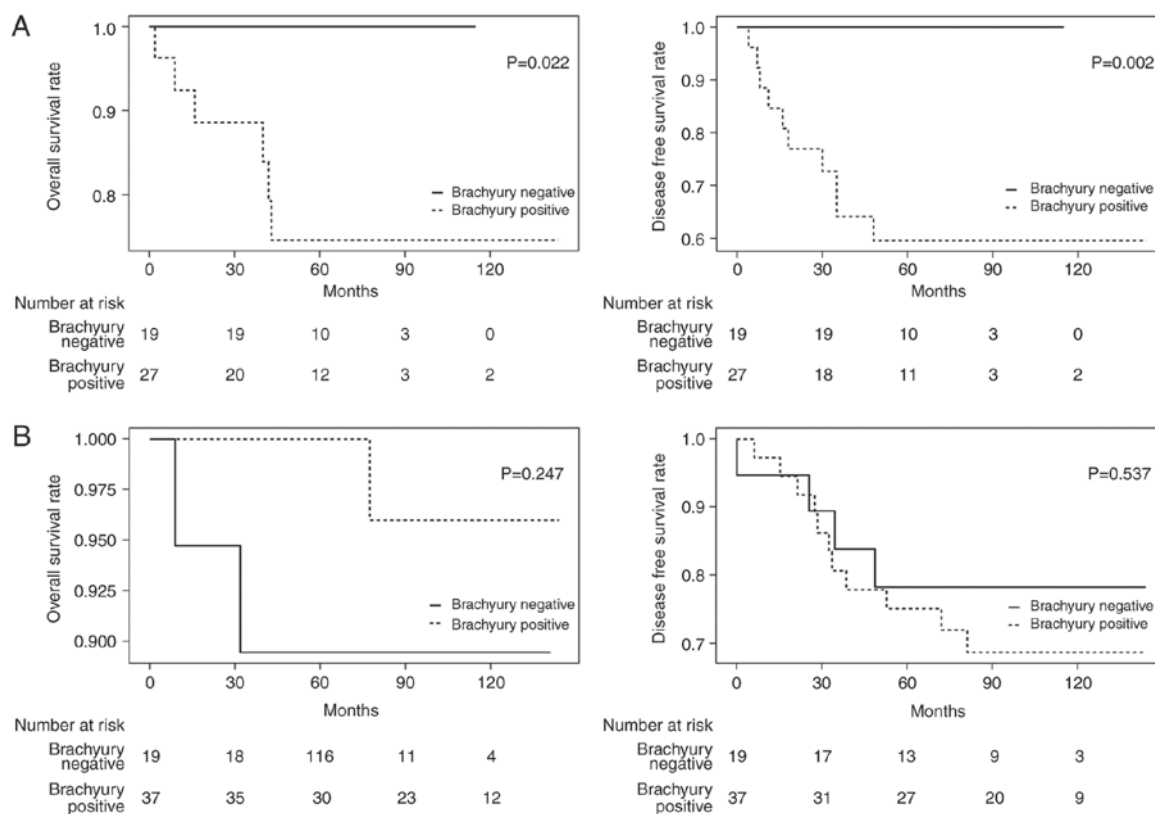 A
Overall survival rate
1.0
0.9
0.8
P=0.022
Brachyury negative
Brachyury positive
0 30 60 90 120
Months
Number at risk
Brachyury negative 19 19 10 3 0
Brachyury positive 27 20 12 3 2
Disease free survival rate
1.0
0.9
0.8
0.7
0.6
P=0.002
Brachyury negative
Brachyury positive
0 30 60 90 120
Months
Number at risk
Brachyury negative 19 19 10 3 0
Brachyury positive 27 18 11 3 2
B
Overall survival rate
1.000
0.975
0.950
0.925
0.900
P=0.247
Brachyury negative
Brachyury positive
0 30 60 90 120
Months
Number at risk
Brachyury negative 19 18 116 11 4
Brachyury positive 37 35 30 23 12
Disease free survival rate
1.0
0.9
0.8
0.7
P=0.537
Brachyury negative
Brachyury positive
0 30 60 90 120
Months
Number at risk
Brachyury negative 19 17 13 9 3
Brachyury positive 37 31 27 20 9